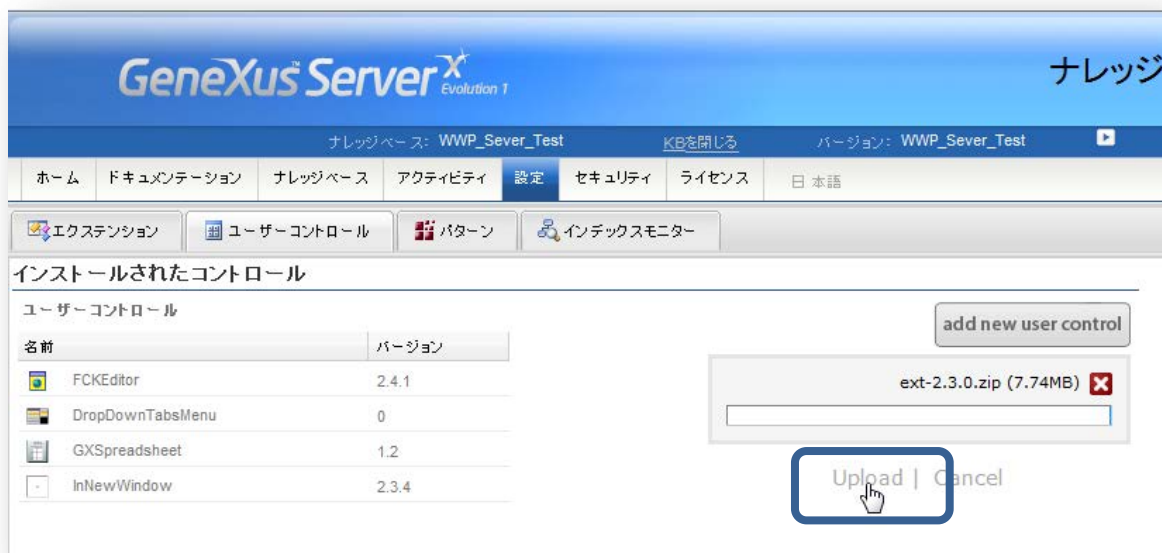 GeneXus™ Server X Evolution 1
ナレッジ
ナレッジベース: WWP_Sever_Test KBを閉じる バージョン: WWP_Sever_Test
ホーム ドキュメンテーション ナレッジベース アクティビティ 設定 セキュリティ ライセンス 日本語
エクステンション ユーザーコントロール パターン インデックスモニター
インストールされたコントロール
ユーザーコントロール
add new user control
名前 バージョン
FCKEditor 2.4.1
ext-2.3.0.zip (7.74MB)
DropDownTabsMenu 0
GXSpreadsheet 1.2
InNewWindow 2.3.4
Upload | Cancel